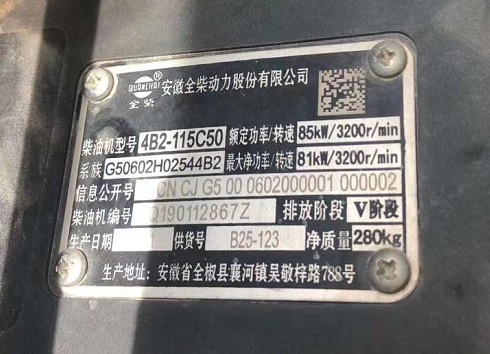 QUANCHAI
全柴
安徽全柴动力股份有限公司
柴油机型号 4B2-115C50 额定功率/转速 85kW/3200r/min
系族 G50602H02544B2 最大净功率/转速 81kW/3200r/min
信息公开号 CN CJ G5 00 0602000001 000002
柴油机编号 Q190112867Z 排放阶段 V阶段
生产日期 供货号 B25-123 净质量 280kg
生产地址: 安徽省全椒县襄河镇吴敬梓路788号